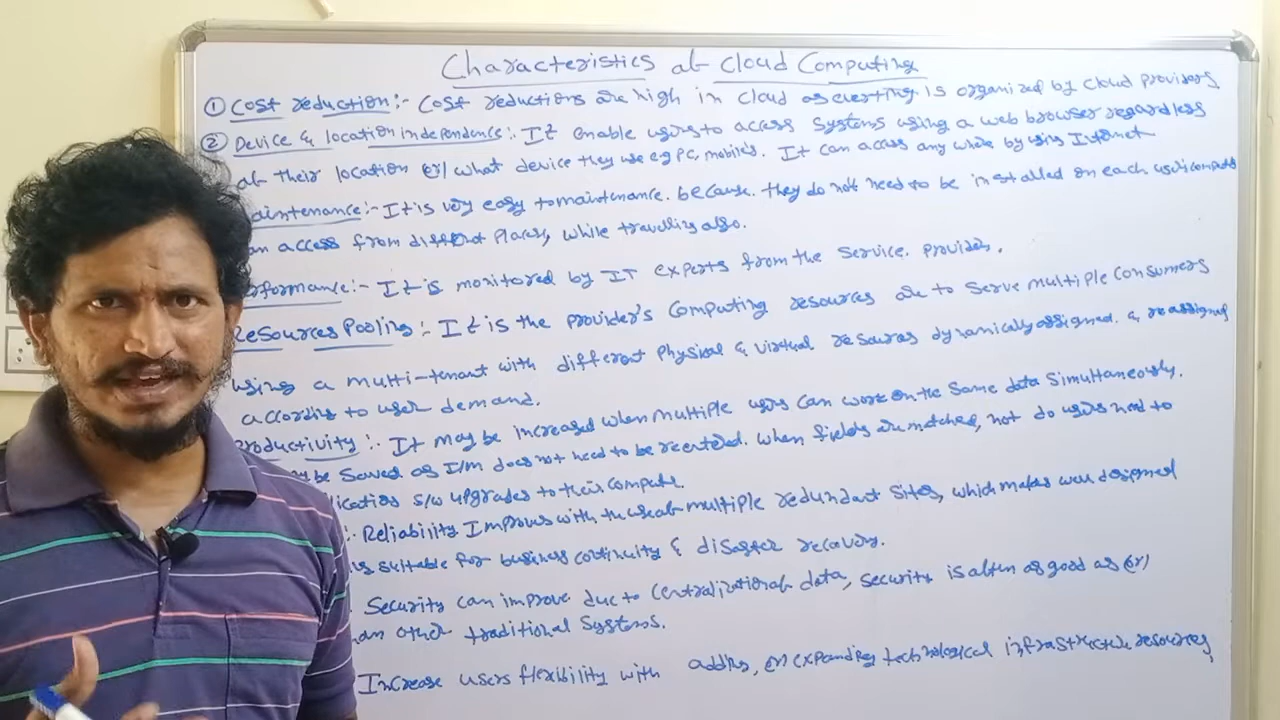 Characteristics of Cloud Computing
① Cost reduction :- Cost reductions are high in cloud as everting is organized by cloud providers
② Device & location independence :. It enable users to access systems using a web browser regardless
of their location or/ what device they use eg PC, mobiles. It can access any while by using Internet
aintenance :- It is very easy to maintenance. because. they do not need to be installed on each user's
an access from different places, while travelling also.
rformance :- It is monitored by IT experts from the service. provider.
Resources Pooling :. It is the provider's computing resources are to serve multiple consumers
using a multi-tenant with different physical & virtual resources dynamically assigned. & reassigned
according to user demand.
Productivity :. It may be increased when multiple users can work on the same data simultaneously.
be saved as I/m does not need to be reentered. when fields are matched, not do users need to
lication s/w upgrades to their computer.
:. Reliability Improves with the use of multiple redundant sites, which makes well designed
is suitable for business continuity & disaster recovery.
Security can improve due to centralization of data, security is often as good as (or)
an other traditional systems.
Increase users flexibility with adding, or expanding technological infrastructure resources,